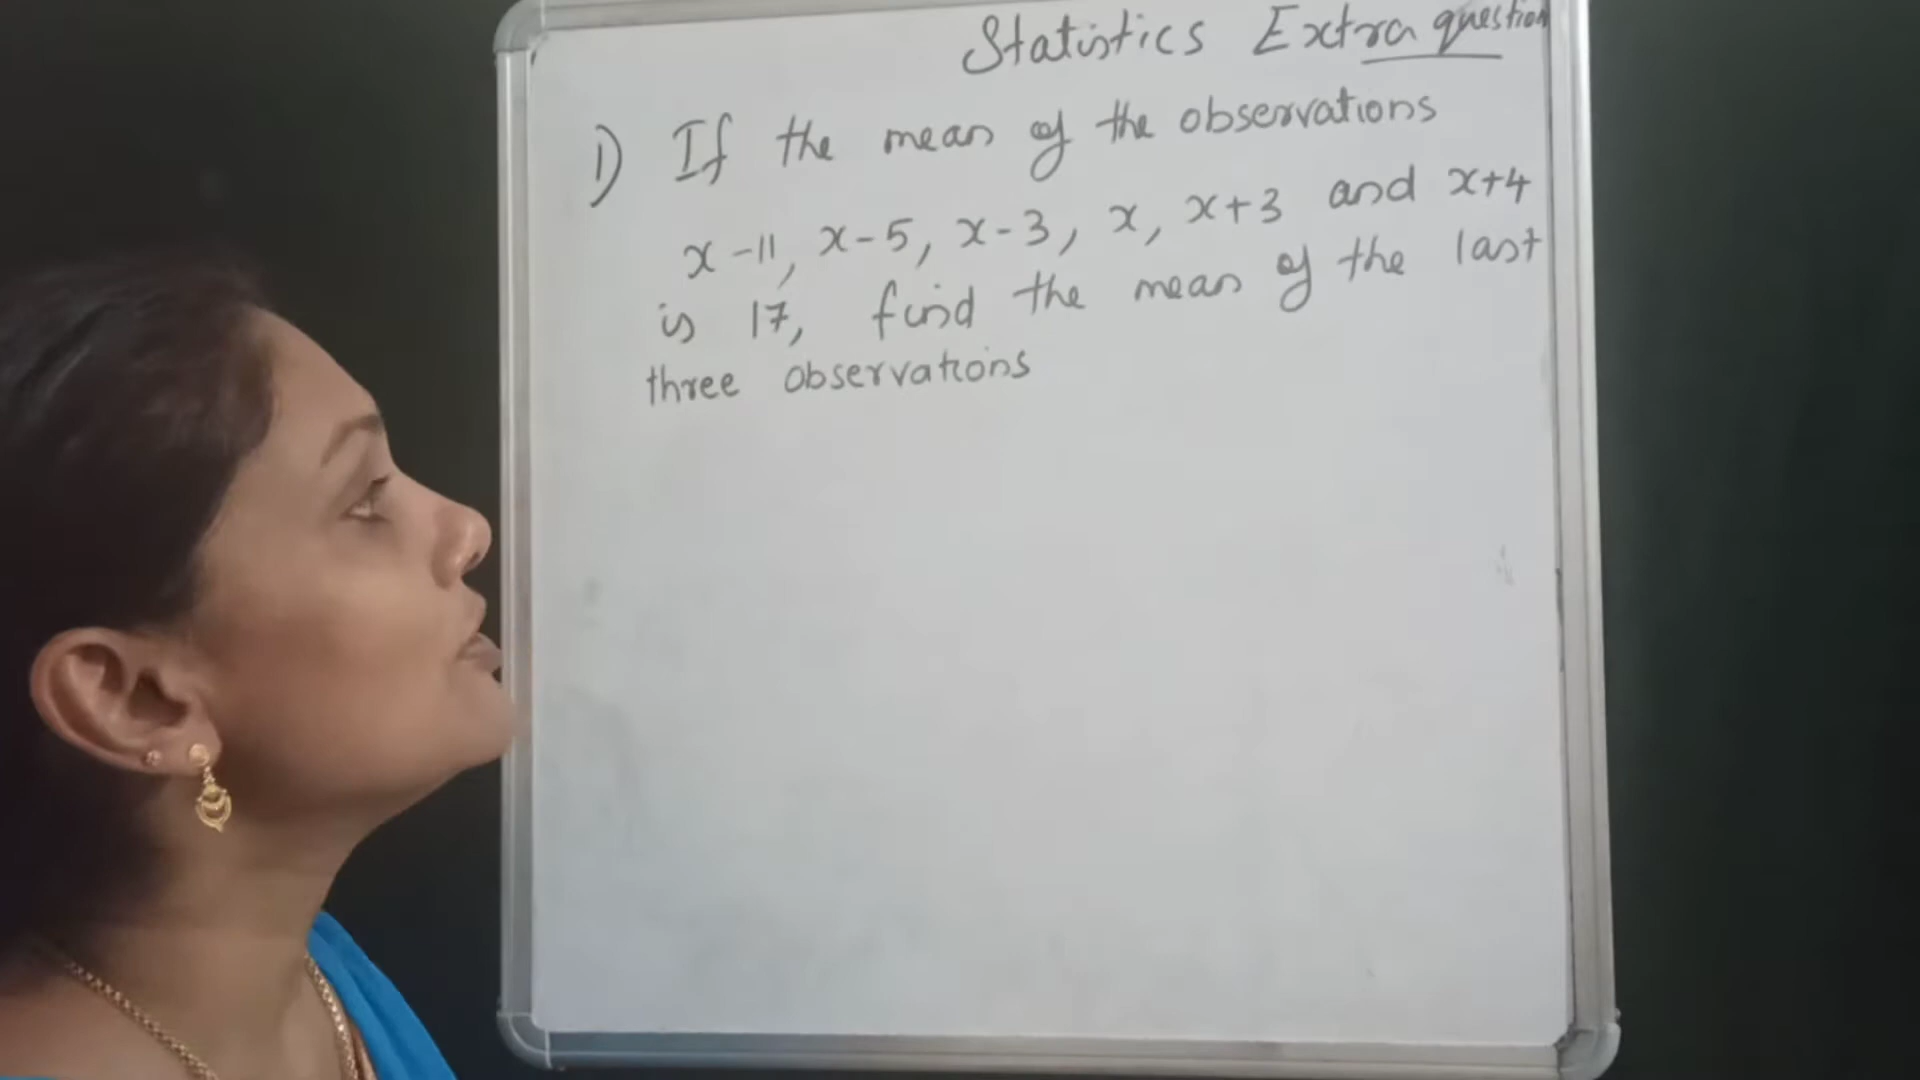 Statistics Extra question
1) If the mean of the observations
x-11, x-5, x-3, x, x+3 and x+4
is 17, find the mean of the last
three observations